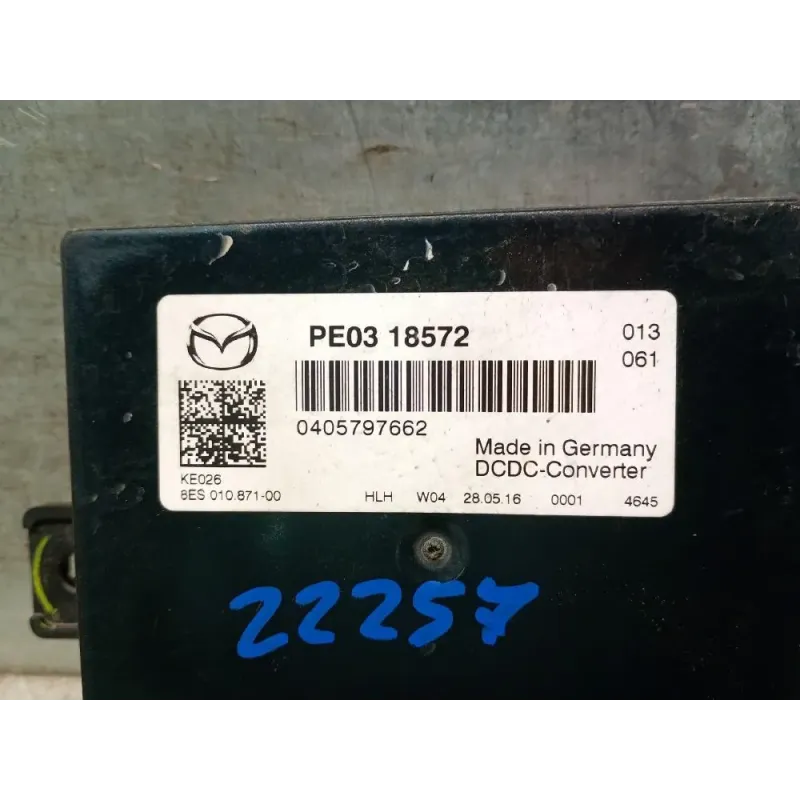 PE03 18572
013
061
0405797662
Made in Germany
DCDC-Converter
KE026
8ES 010.871-00 HLH W04 28.05.16 0001 4645
22257